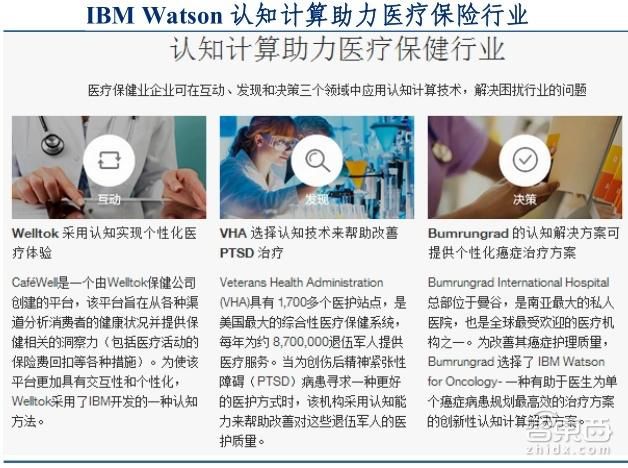 IBM Watson 认知计算助力医疗保险行业
认知计算助力医疗保健行业
医疗保健业企业可在互动、发现和决策三个领域中应用认知计算技术，解决困扰行业的问题
互动
发现
决策
Welltok 采用认知实现个性化医
疗体验
CaféWell是一个由Welltok保健公司
创建的平台，该平台旨在从各种渠
道分析消费者的健康状况并提供保
健相关的洞察力（包括医疗活动的
保险费回扣等各种措施）。为使该
平台更加具有交互性和个性化，
Welltok采用了IBM开发的一种认知
方法。
VHA 选择认知技术来帮助改善
PTSD 治疗
Veterans Health Administration
(VHA)具有 1,700多个医护站点，是
美国最大的综合性医疗保健系统，
每年为约 8,700,000退伍军人提供
医疗服务。当为创伤后精神紧张性
障碍（PTSD）病患寻求一种更好
的医护方式时，该机构采用认知能
力来帮助改善对这些退伍军人的医
护质量。
Bumrungrad 的认知解决方案可
提供个性化癌症治疗方案
Bumrungrad International Hospital
总部位于曼谷，是南亚最大的私人
医院，也是全球最受欢迎的医疗机
构之一。为改善其癌症护理质量，
Bumrungrad 选择了 IBM Watson
for Oncology- 一种有助于医生为单
个癌症病患规划最高效的治疗方案
的创新性认知计算解决方案。
智東西
zhidx.com